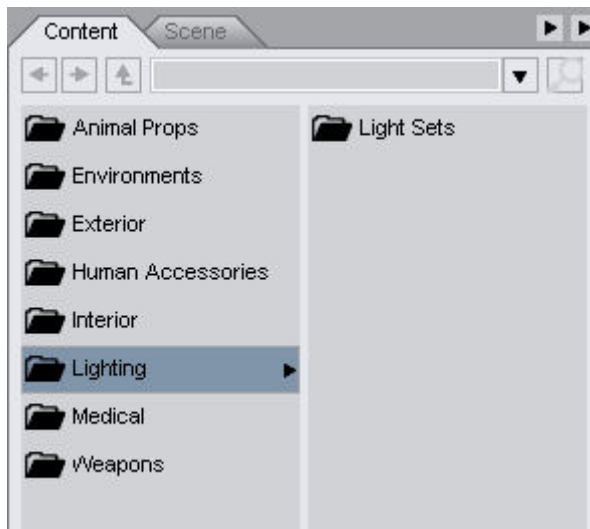 Content Scene
Animal Props
Environments
Exterior
Human Accessories
Interior
Lighting
Medical
Weapons
Light Sets